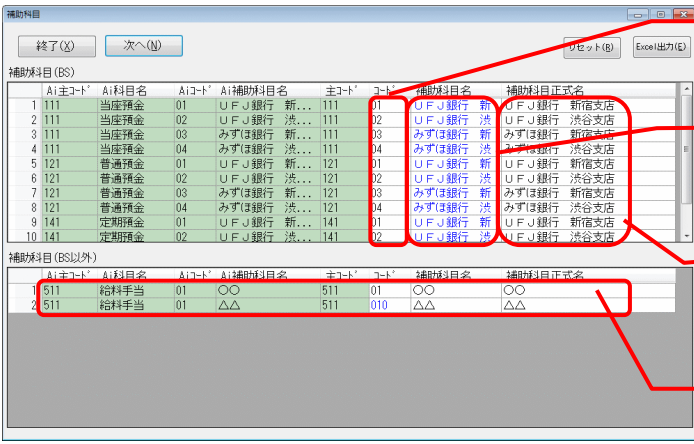 補助科目
終了(X) 次へ(N) リセット(R) Excel出力(E)
補助科目(BS)
Ai主ｺｰﾄﾞ Ai科目名 Aiｺｰﾄﾞ Ai補助科目名 主ｺｰﾄﾞ ｺｰﾄﾞ 補助科目名 補助科目正式名
1 111 当座預金 01 ＵＦＪ銀行　新... 111 01 ＵＦＪ銀行　新 ＵＦＪ銀行　新宿支店
2 111 当座預金 02 ＵＦＪ銀行　渋... 111 02 ＵＦＪ銀行　渋 ＵＦＪ銀行　渋谷支店
3 111 当座預金 03 みずほ銀行　新... 111 03 みずほ銀行　新 みずほ銀行　新宿支店
4 111 当座預金 04 みずほ銀行　渋... 111 04 みずほ銀行　渋 みずほ銀行　渋谷支店
5 121 普通預金 01 ＵＦＪ銀行　新... 121 01 ＵＦＪ銀行　新 ＵＦＪ銀行　新宿支店
6 121 普通預金 02 ＵＦＪ銀行　渋... 121 02 ＵＦＪ銀行　渋 ＵＦＪ銀行　渋谷支店
7 121 普通預金 03 みずほ銀行　新... 121 03 みずほ銀行　新 みずほ銀行　新宿支店
8 121 普通預金 04 みずほ銀行　渋... 121 04 みずほ銀行　渋 みずほ銀行　渋谷支店
9 141 定期預金 01 ＵＦＪ銀行　新... 141 01 ＵＦＪ銀行　新 ＵＦＪ銀行　新宿支店
10 141 定期預金 02 ＵＦＪ銀行　渋... 141 02 ＵＦＪ銀行　渋 ＵＦＪ銀行　渋谷支店
補助科目(BS以外)
Ai主ｺｰﾄﾞ Ai科目名 Aiｺｰﾄﾞ Ai補助科目名 主ｺｰﾄﾞ ｺｰﾄﾞ 補助科目名 補助科目正式名
1 511 給料手当 01 〇〇 511 01 〇〇 〇〇
2 511 給料手当 01 △△ 511 010 △△ △△